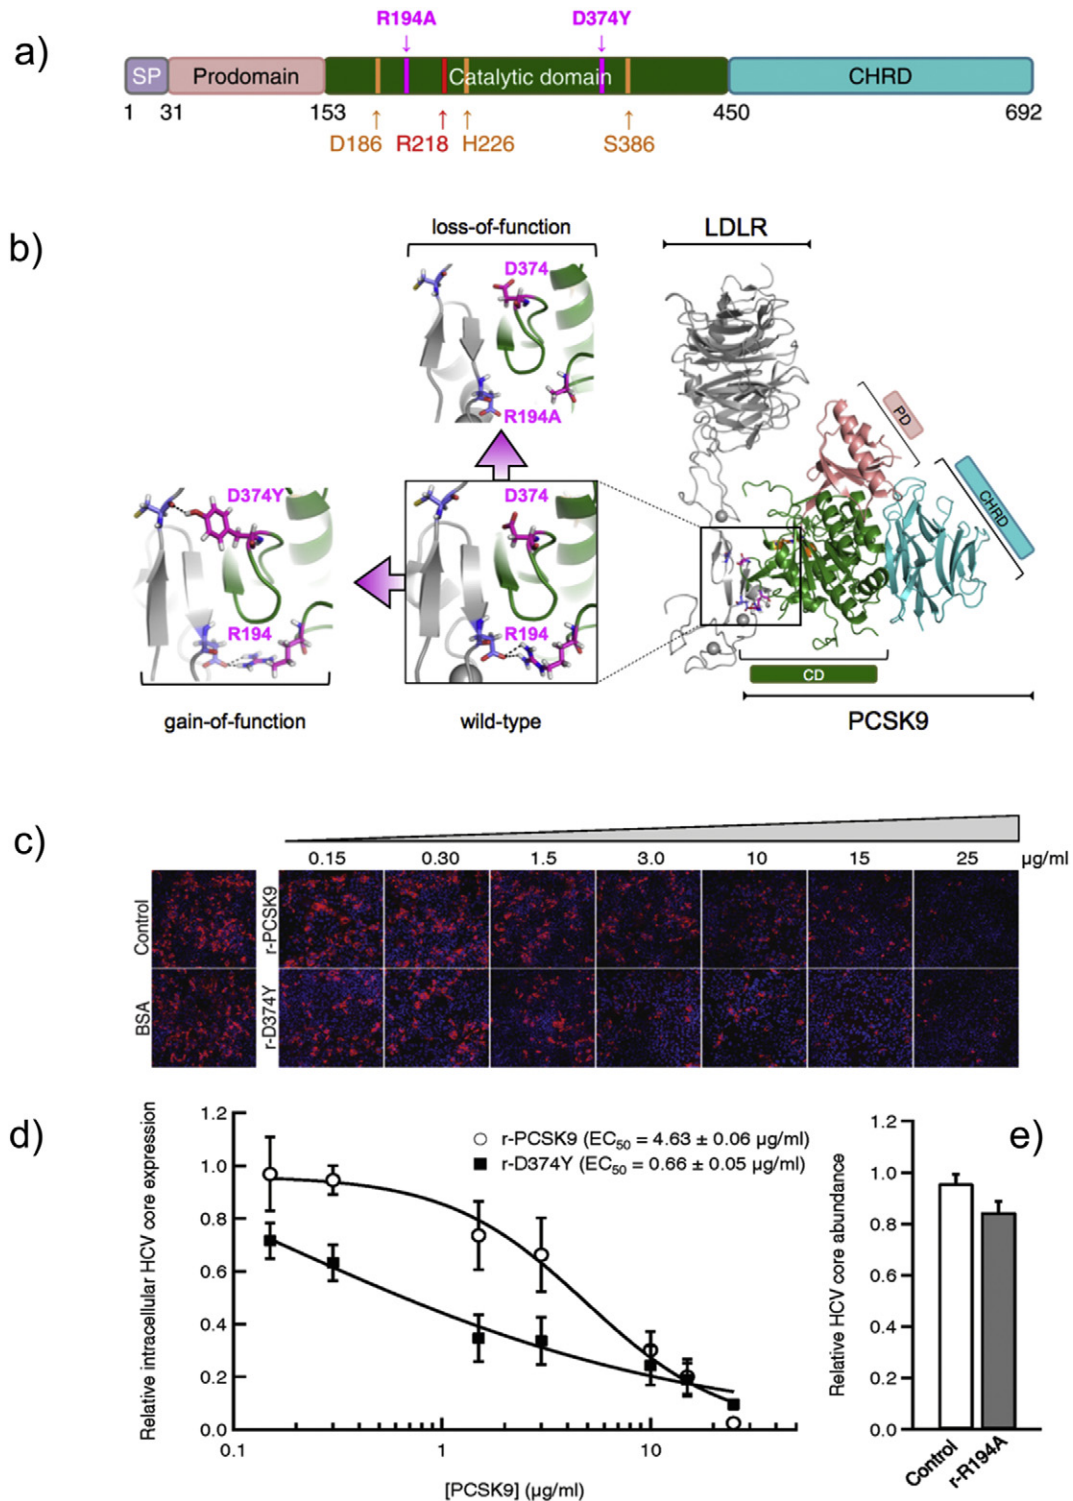 a)
R194A D374Y
SP Prodomain Catalytic domain CHRD
1 31 153 450 692
D186 R218 H226 S386
b)
loss-of-function
D374
R194A
LDLR
PD
CHRD
D374Y
R194
gain-of-function
D374
R194
wild-type
CD
PCSK9
c)
0.15 0.30 1.5 3.0 10 15 25 µg/ml
Control
r-PCSK9
BSA
r-D374Y
d)
Relative intracellular HCV core expression
1.2
1.0
0.8
0.6
0.4
0.2
0.0
0.1 1 10
[PCSK9] (µg/ml)
r-PCSK9 (EC50 = 4.63 ± 0.06 µg/ml)
r-D374Y (EC50 = 0.66 ± 0.05 µg/ml)
e)
Relative HCV core abundance
1.2
1.0
0.8
0.6
0.4
0.2
0.0
Control
r-R194A